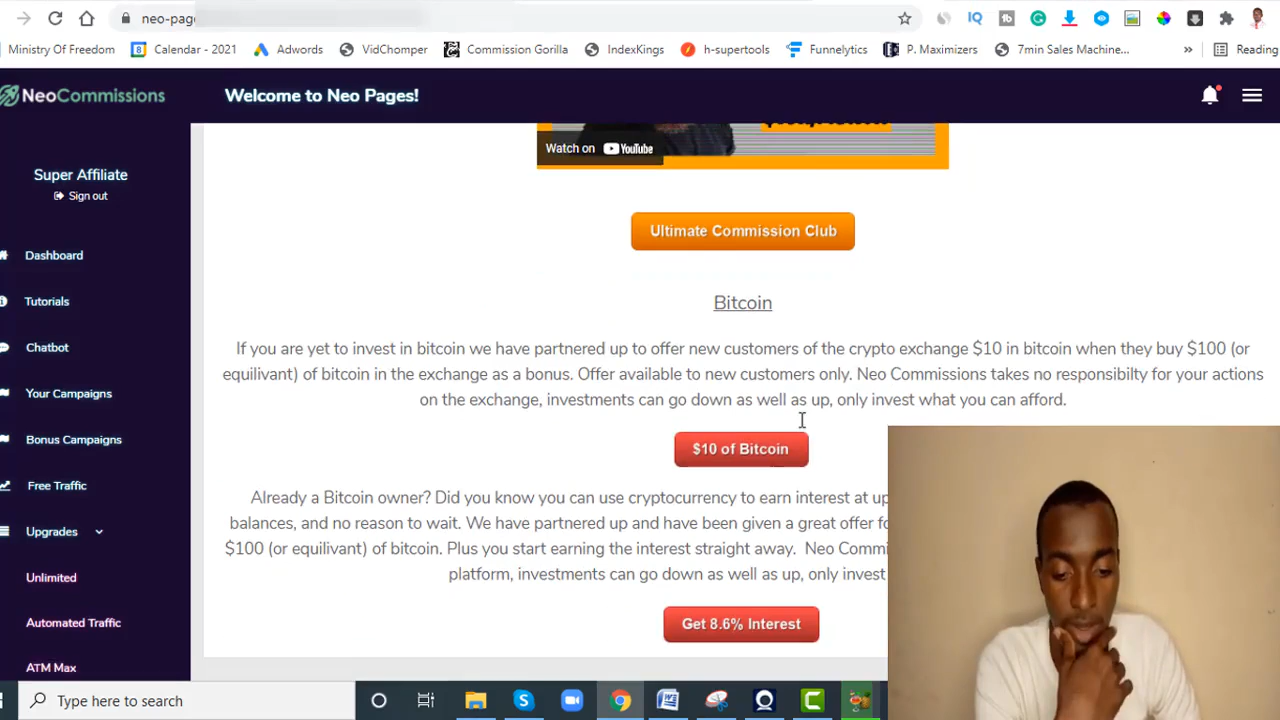 neo-page
Ministry Of Freedom
Calendar - 2021
Adwords
VidChomper
Commission Gorilla
IndexKings
h-supertools
Funnelytics
P. Maximizers
7min Sales Machine...
»
Reading
NeoCommissions
Welcome to Neo Pages!
Watch on YouTube
Super Affiliate
Sign out
Dashboard
Tutorials
Chatbot
Your Campaigns
Bonus Campaigns
Free Traffic
Upgrades
Unlimited
Automated Traffic
ATM Max
Ultimate Commission Club
Bitcoin
If you are yet to invest in bitcoin we have partnered up to offer new customers of the crypto exchange $10 in bitcoin when they buy $100 (or
equilivant) of bitcoin in the exchange as a bonus. Offer available to new customers only. Neo Commissions takes no responsibilty for your actions
on the exchange, investments can go down as well as up, only invest what you can afford.
$10 of Bitcoin
Already a Bitcoin owner? Did you know you can use cryptocurrency to earn interest at up
balances, and no reason to wait. We have partnered up and have been given a great offer fo
$100 (or equilivant) of bitcoin. Plus you start earning the interest straight away. Neo Commi
platform, investments can go down as well as up, only invest
Get 8.6% Interest
Type here to search